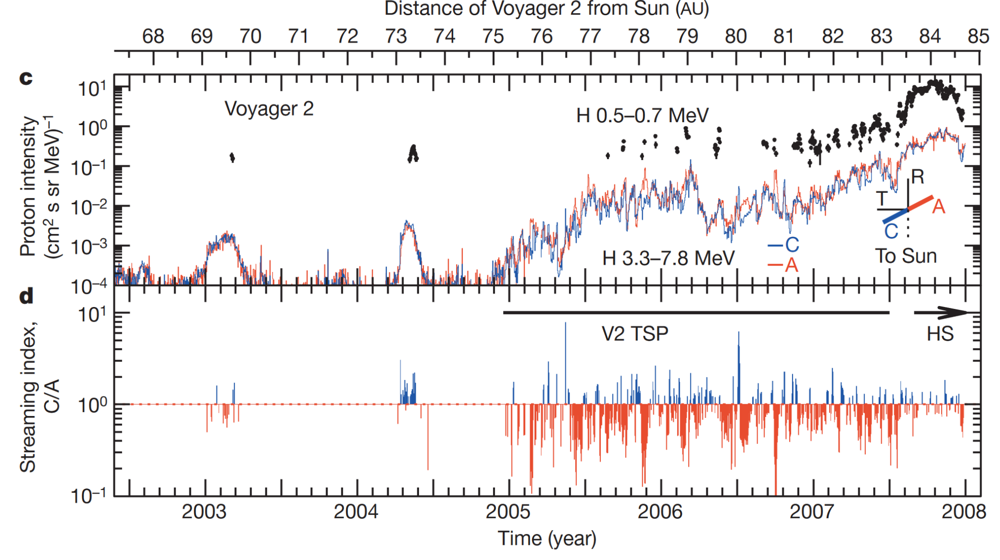 Distance of Voyager 2 from Sun (AU)
68 69 70 71 72 73 74 75 76 77 78 79 80 81 82 83 84 85
c
Proton intensity
(cm² s sr MeV)⁻¹
10¹
10⁰
10⁻¹
10⁻²
10⁻³
10⁻⁴
Voyager 2
H 0.5–0.7 MeV
H 3.3–7.8 MeV
C
A
R
T
A
C
To Sun
d
Streaming index,
C/A
10¹
10⁰
10⁻¹
V2 TSP
HS
2003 2004 2005 2006 2007 2008
Time (year)